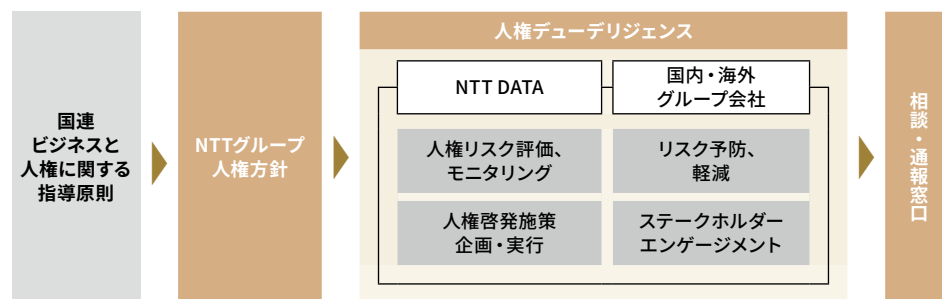 国連
ビジネスと
人権に関する
指導原則
NTTグループ
人権方針
人権デューデリジェンス
NTT DATA
国内・海外
グループ会社
人権リスク評価、
モニタリング
リスク予防、
軽減
人権啓発施策
企画・実行
ステークホルダー
エンゲージメント
相談・通報窓口